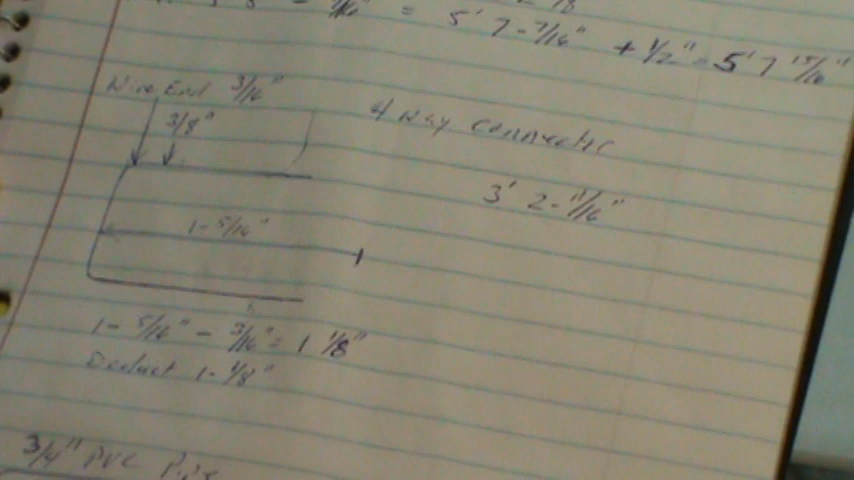 = 5' 7-7/16" + 1/2" = 5' 7 15/16"
Wire End 3/16"
3/8"
4 way connector
3' 2-11/16"
1-5/16"
1-5/16" - 3/16" = 1 1/8"
Deduct 1-1/8"
3/4" PVC Pipe